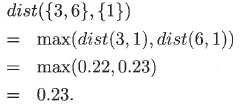 dist({3,6},{1})
= max(dist(3,1),dist(6,1))
= max(0.22,0.23)
= 0.23.